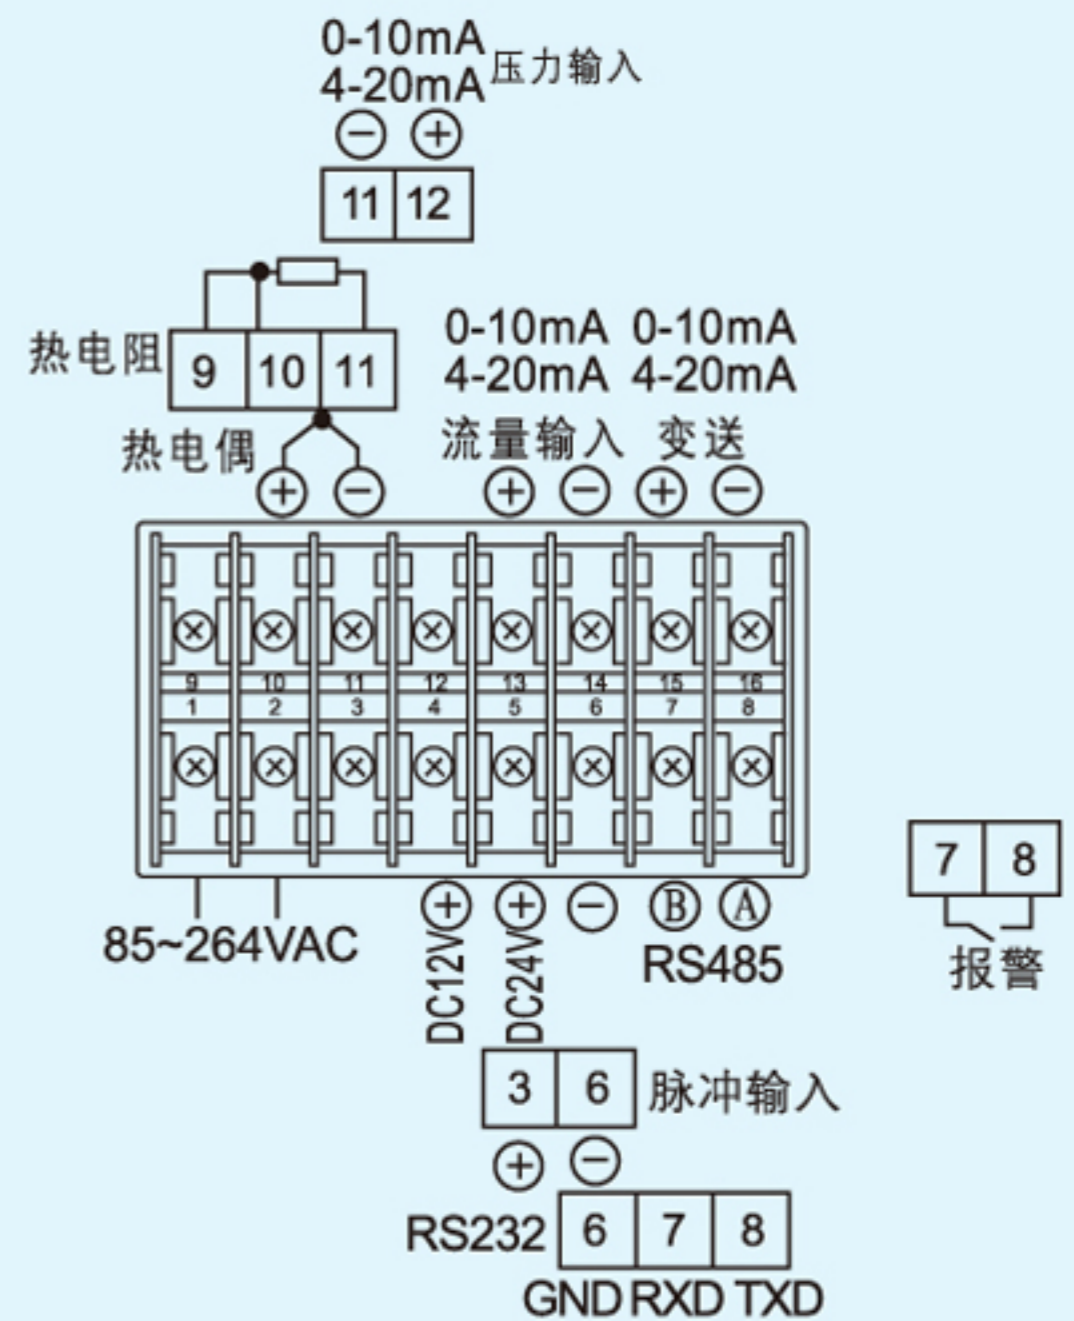 0-10mA
4-20mA 压力输入
⊖ ⊕
11 12
热电阻 9 10 11
热电偶
⊕ ⊖
0-10mA 0-10mA
4-20mA 4-20mA
流量输入 变送
⊕ ⊖ ⊕ ⊖
9 10 11 12 13 14 15 16
1 2 3 4 5 6 7 8
85~264VAC
⊕ ⊕ ⊖ Ⓑ Ⓐ
DC12V
DC24V
RS485
7 8
报警
3 6 脉冲输入
⊕ ⊖
RS232 6 7 8
GND RXD TXD